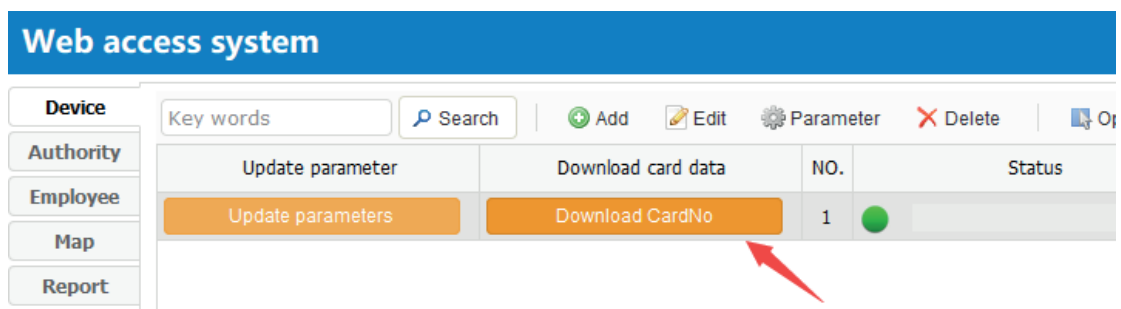 Web access system
Device
Key words Search Add Edit Parameter Delete
Authority
Update parameter Download card data NO. Status
Employee
Update parameters Download CardNo 1
Map
Report